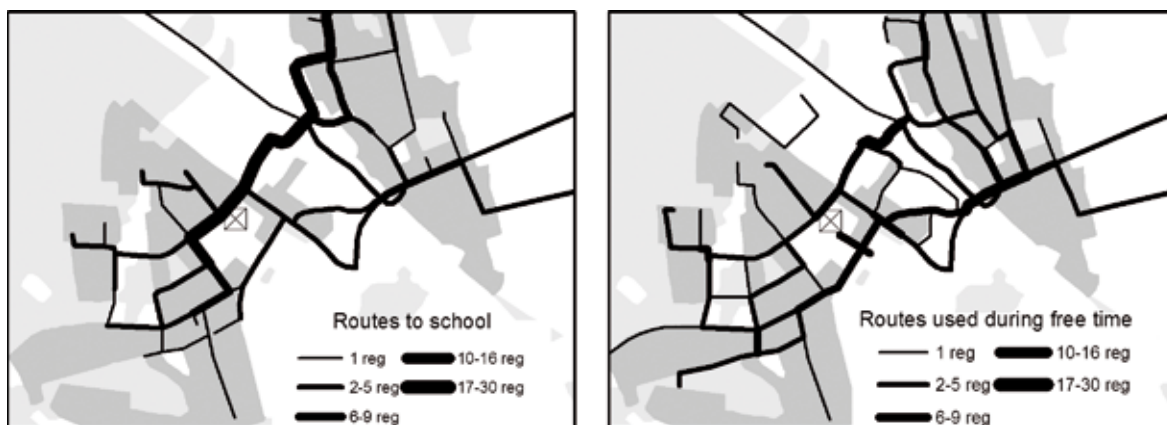 Routes to school
1 reg 10-16 reg
2-5 reg 17-30 reg
6-9 reg
Routes used during free time
1 reg 10-16 reg
2-5 reg 17-30 reg
6-9 reg